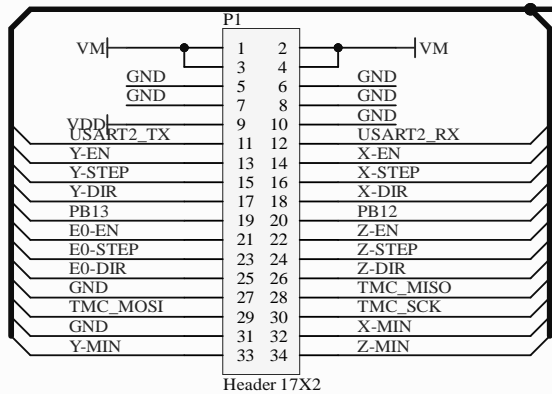 P1
VM 1 2 VM
3 4
GND 5 6 GND
GND 7 8 GND
VDD 9 10 GND
USART2_TX 11 12 USART2_RX
Y-EN 13 14 X-EN
Y-STEP 15 16 X-STEP
Y-DIR 17 18 X-DIR
PB13 19 20 PB12
E0-EN 21 22 Z-EN
E0-STEP 23 24 Z-STEP
E0-DIR 25 26 Z-DIR
GND 27 28 TMC_MISO
TMC_MOSI 29 30 TMC_SCK
GND 31 32 X-MIN
Y-MIN 33 34 Z-MIN
Header 17X2